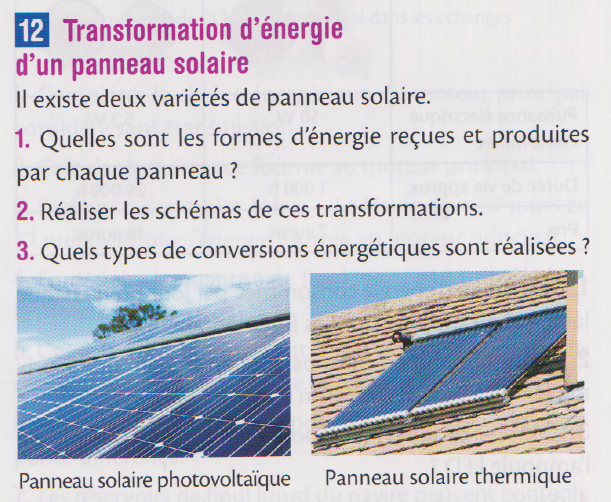 12 Transformation d'énergie
d'un panneau solaire
Il existe deux variétés de panneau solaire.
1. Quelles sont les formes d'énergie reçues et produites
par chaque panneau ?
2. Réaliser les schémas de ces transformations.
3. Quels types de conversions énergétiques sont réalisées ?
Panneau solaire photovoltaïque
Panneau solaire thermique